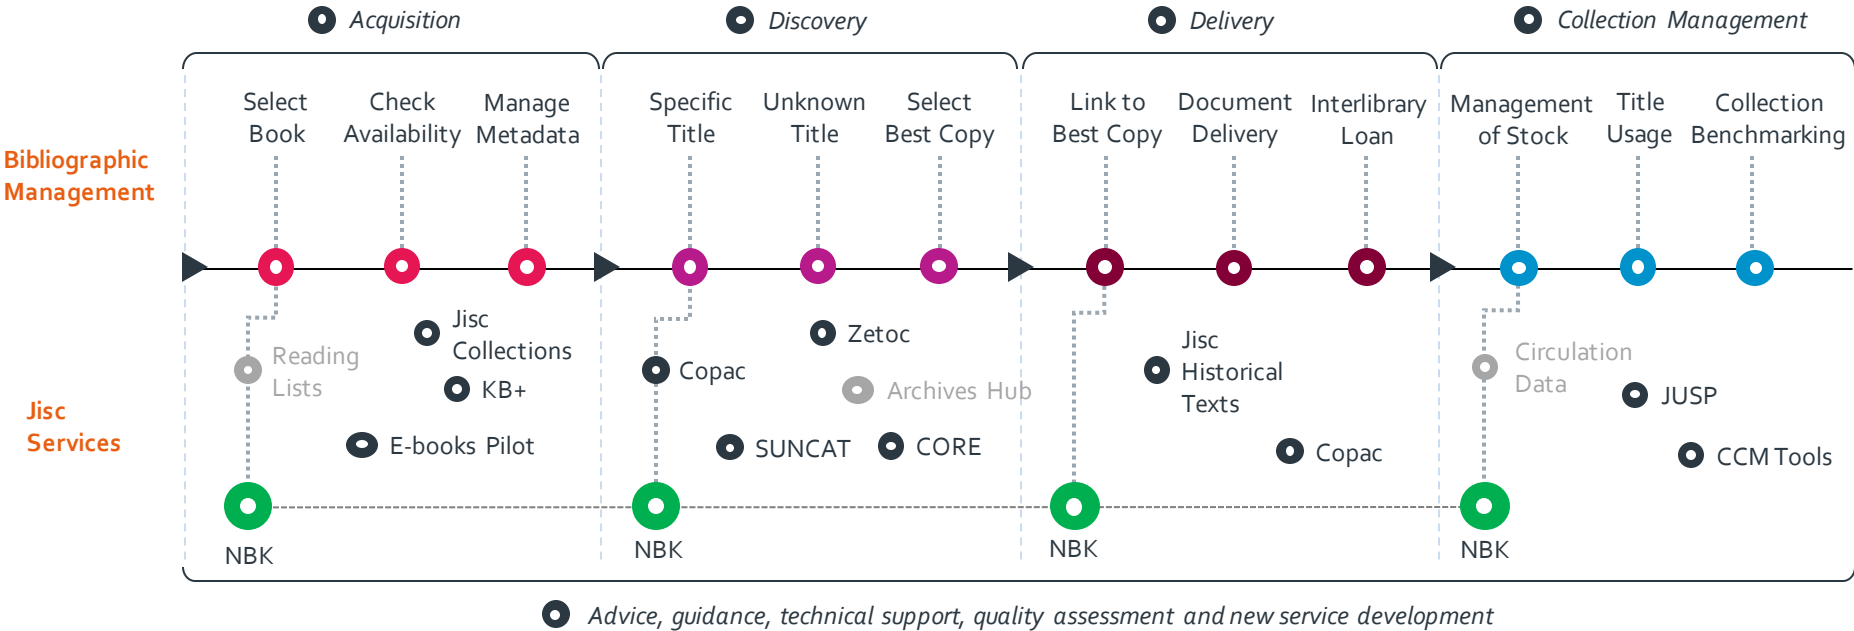 Acquisition
Discovery
Delivery
Collection Management
Select
Book
Check
Availability
Manage
Metadata
Specific
Title
Unknown
Title
Select
Best Copy
Link to
Best Copy
Document
Delivery
Interlibrary
Loan
Management
of Stock
Title
Usage
Collection
Benchmarking
Bibliographic
Management
Jisc
Services
Reading
Lists
Jisc
Collections
KB+
E-books Pilot
NBK
Copac
Zetoc
Archives Hub
SUNCAT
CORE
NBK
Jisc
Historical
Texts
Copac
NBK
Circulation
Data
JUSP
CCM Tools
NBK
Advice, guidance, technical support, quality assessment and new service development